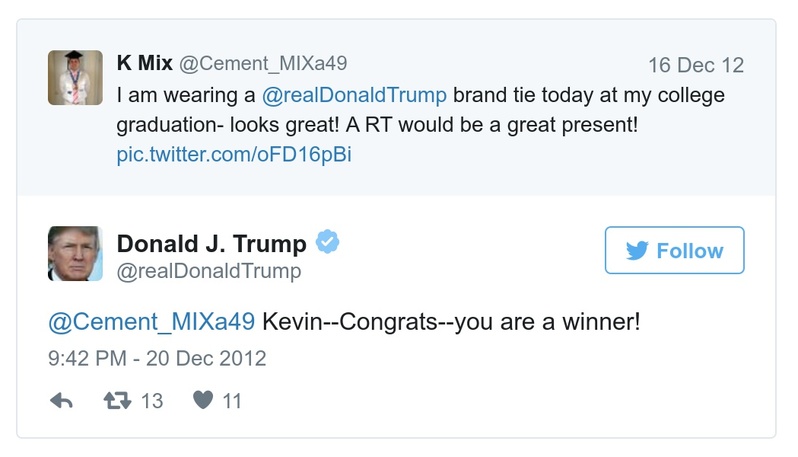 K Mix @Cement_MIXa49 16 Dec 12
I am wearing a @realDonaldTrump brand tie today at my college
graduation- looks great! A RT would be a great present!
pic.twitter.com/oFD16pBi
Donald J. Trump
@realDonaldTrump
Follow
@Cement_MIXa49 Kevin--Congrats--you are a winner!
9:42 PM - 20 Dec 2012
13 11